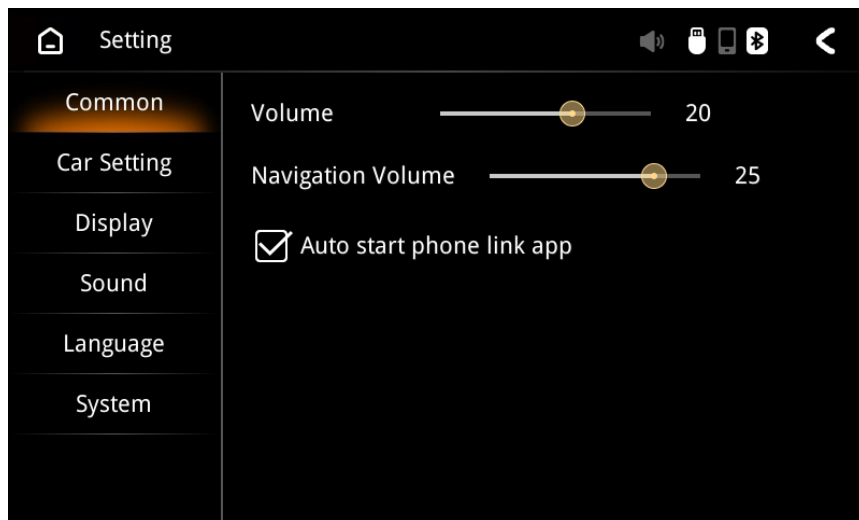 Setting
Common
Car Setting
Display
Sound
Language
System
Volume 20
Navigation Volume 25
Auto start phone link app